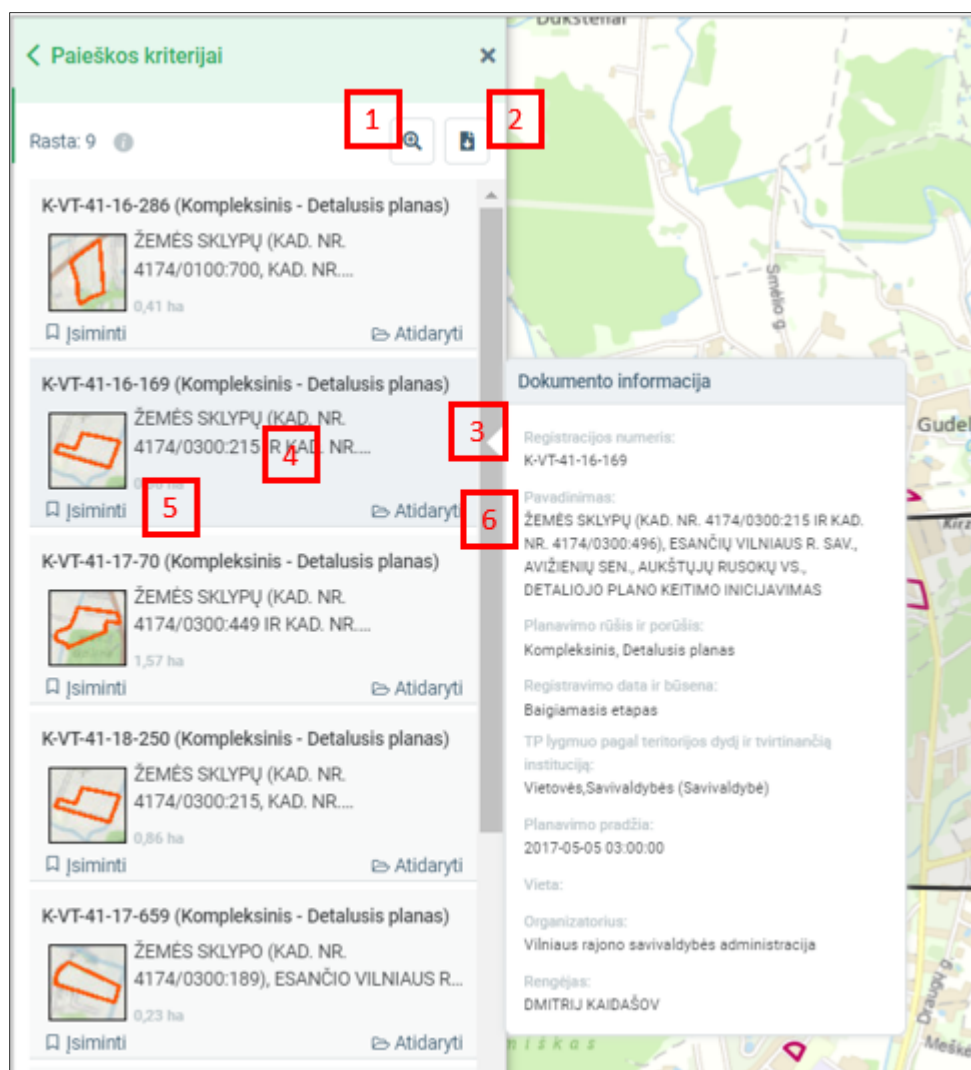 Paieškos kriterijai
Rasta: 9
1
2
K-VT-41-16-286 (Kompleksinis - Detalusis planas)
ŽEMĖS SKLYPŲ (KAD. NR.
4174/0100:700, KAD. NR....
0,41 ha
Įsiminti
Atidaryti
K-VT-41-16-169 (Kompleksinis - Detalusis planas)
ŽEMĖS SKLYPŲ (KAD. NR.
4174/0300:215 IR KAD. NR....
ha
Įsiminti
Atidaryti
3
4
5
6
K-VT-41-17-70 (Kompleksinis - Detalusis planas)
ŽEMĖS SKLYPŲ (KAD. NR.
4174/0300:449 IR KAD. NR....
1,57 ha
Įsiminti
Atidaryti
K-VT-41-18-250 (Kompleksinis - Detalusis planas)
ŽEMĖS SKLYPŲ (KAD. NR.
4174/0300:215, KAD. NR....
0,86 ha
Įsiminti
Atidaryti
K-VT-41-17-659 (Kompleksinis - Detalusis planas)
ŽEMĖS SKLYPO (KAD. NR.
4174/0300:189), ESANČIO VILNIAUS R...
0,23 ha
Įsiminti
Atidaryti
Dokumento informacija
Registracijos numeris:
K-VT-41-16-169
Pavadinimas:
ŽEMĖS SKLYPŲ (KAD. NR. 4174/0300:215 IR KAD.
NR. 4174/0300:496), ESANČIŲ VILNIAUS R. SAV.,
AVIŽIENIŲ SEN., AUKŠTŲJŲ RUSOKŲ VS.,
DETALIOJO PLANO KEITIMO INICIJAVIMAS
Planavimo rūšis ir porūšis:
Kompleksinis, Detalusis planas
Registravimo data ir būsena:
Baigiamasis etapas
TP lygmuo pagal teritorijos dydį ir tvirtinančią
instituciją:
Vietovės,Savivaldybės (Savivaldybė)
Planavimo pradžia:
2017-05-05 03:00:00
Vieta:
Organizatorius:
Vilniaus rajono savivaldybės administracija
Rengėjas:
DMITRIJ KAIDAŠOV
Dukšteliai
Smėlio g.
Gudel
Kirz
Draugų g.
Meške
niškas